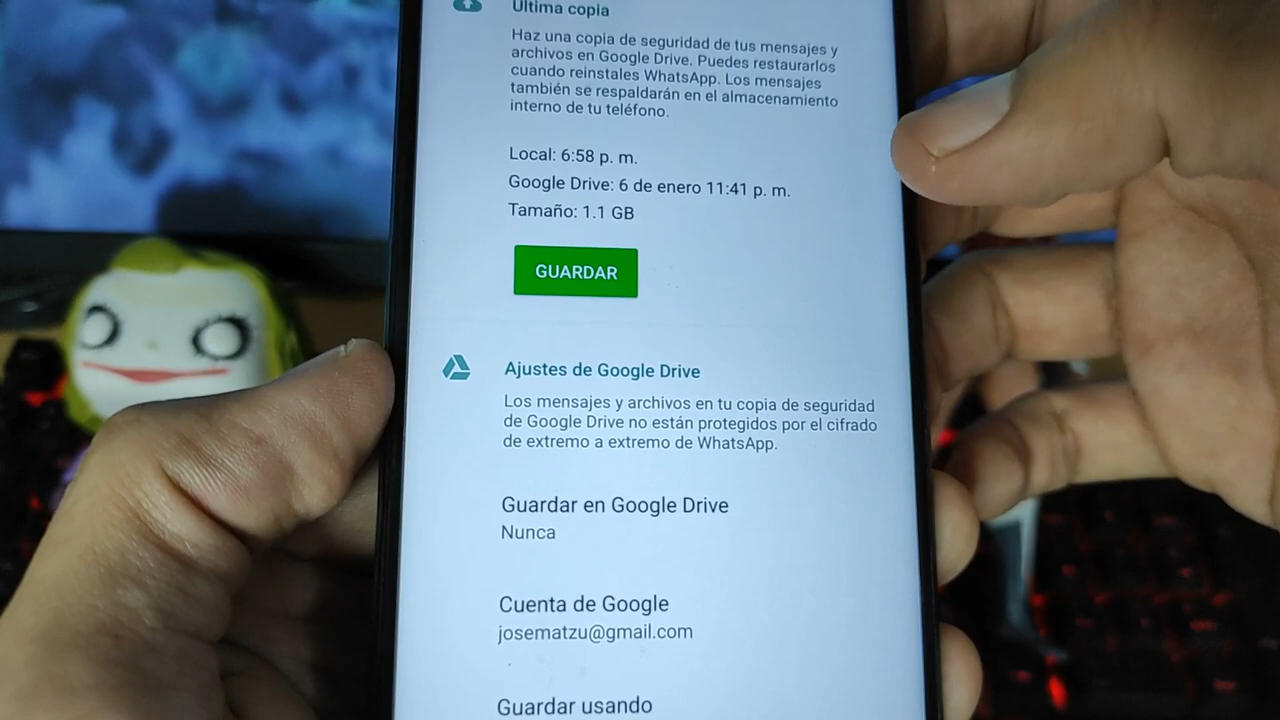 Última copia
Haz una copia de seguridad de tus mensajes y
archivos en Google Drive. Puedes restaurarlos
cuando reinstales WhatsApp. Los mensajes
también se respaldarán en el almacenamiento
interno de tu teléfono.
Local: 6:58 p. m.
Google Drive: 6 de enero 11:41 p. m.
Tamaño: 1.1 GB
GUARDAR
Ajustes de Google Drive
Los mensajes y archivos en tu copia de seguridad
de Google Drive no están protegidos por el cifrado
de extremo a extremo de WhatsApp.
Guardar en Google Drive
Nunca
Cuenta de Google
josematzu@gmail.com
Guardar usando